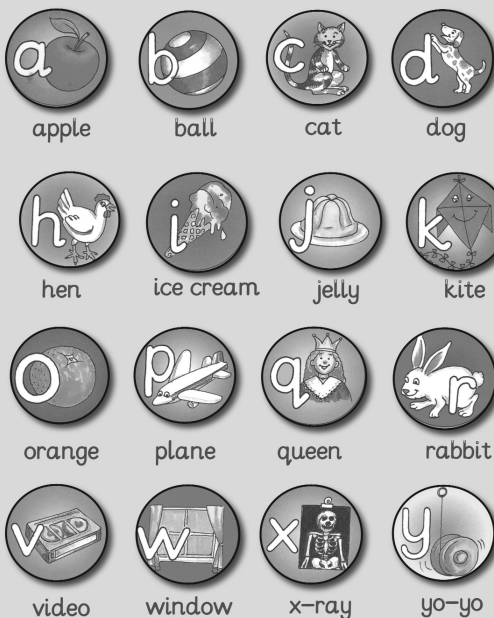 a b c d
apple ball cat dog
h i j k
hen ice cream jelly kite
o p q r
orange plane queen rabbit
v w x y
video window x-ray yo-yo